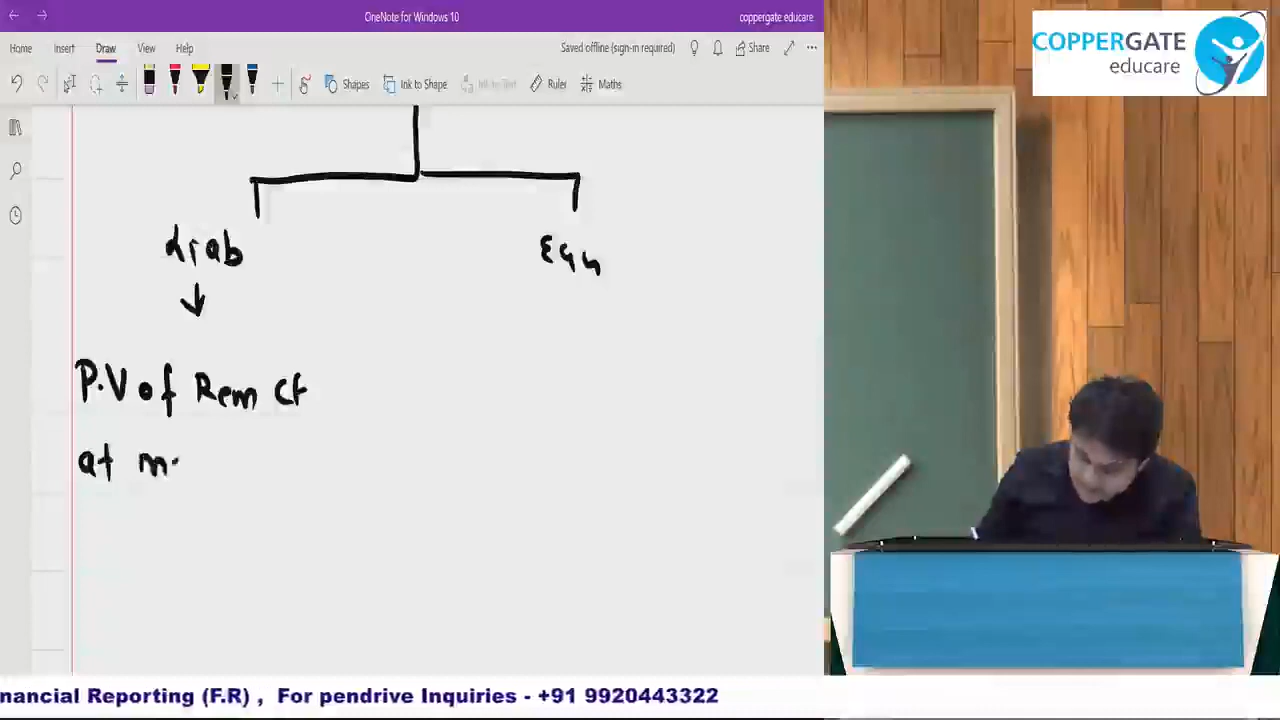 OneNote for Windows 10
coppergate educare
Home Insert Draw View Help
Saved offline (sign-in required)
Share
Shapes
Ink to Shape
Ink to Text
Ruler
Maths
COPPERGATE
educare
Liab
Equ
P.V of Rem CF
at m.
nancial Reporting (F.R) , For pendrive Inquiries - +91 9920443322